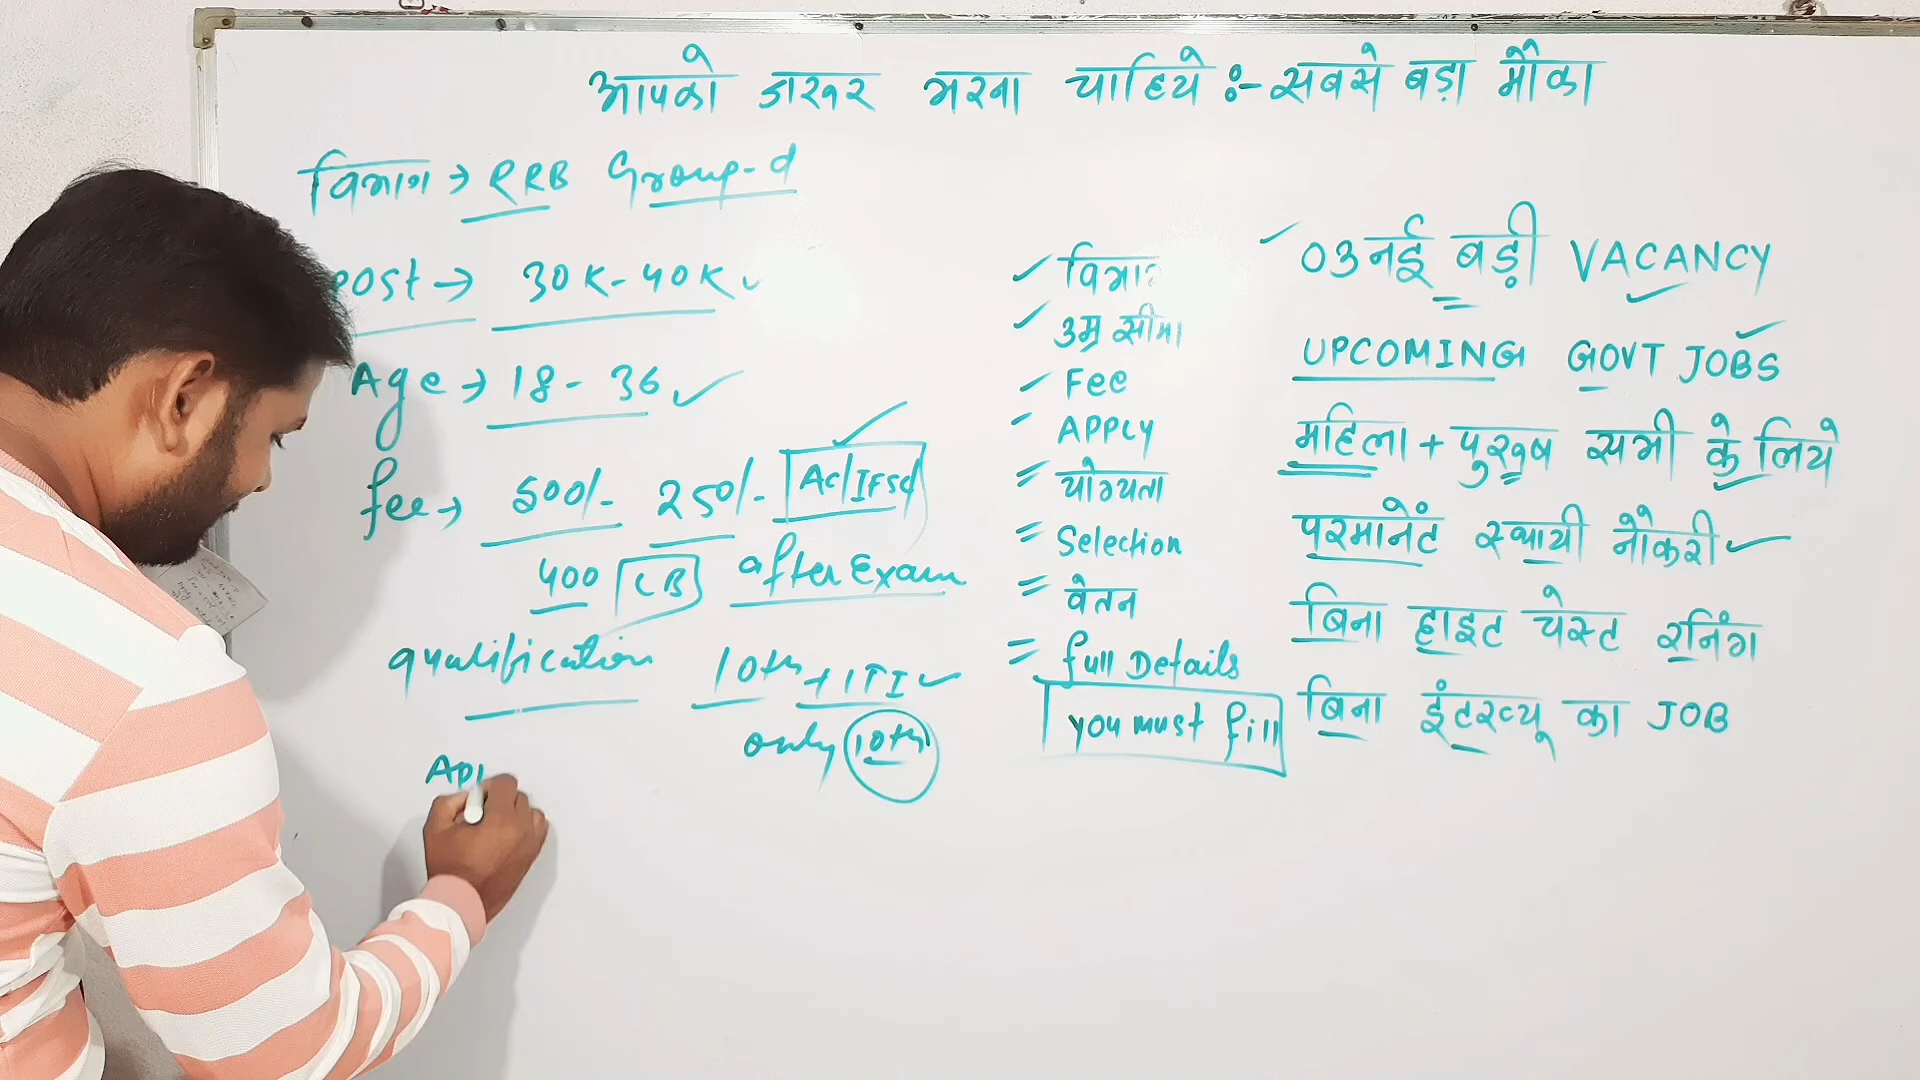 आपको जरुर भरना चाहिये :- सबसे बड़ा मौका
विभाग → RRB Group-d
Post → 30K-40K
Age → 18-36
fee → 500/- 250/- Ac/IFSC
400 CB after Exam
qualification 10th + ITI
only 10th
Apl
विभाग
उम्र सीमा
Fee
APPLY
योग्यता
Selection
वेतन
full Details
you must fill
03 नई बड़ी VACANCY
UPCOMING GOVT JOBS
महिला + पुरुष सभी के लिये
परमानेंट स्थायी नौकरी
बिना हाइट चेस्ट रनिंग
बिना इंटरव्यू का JOB